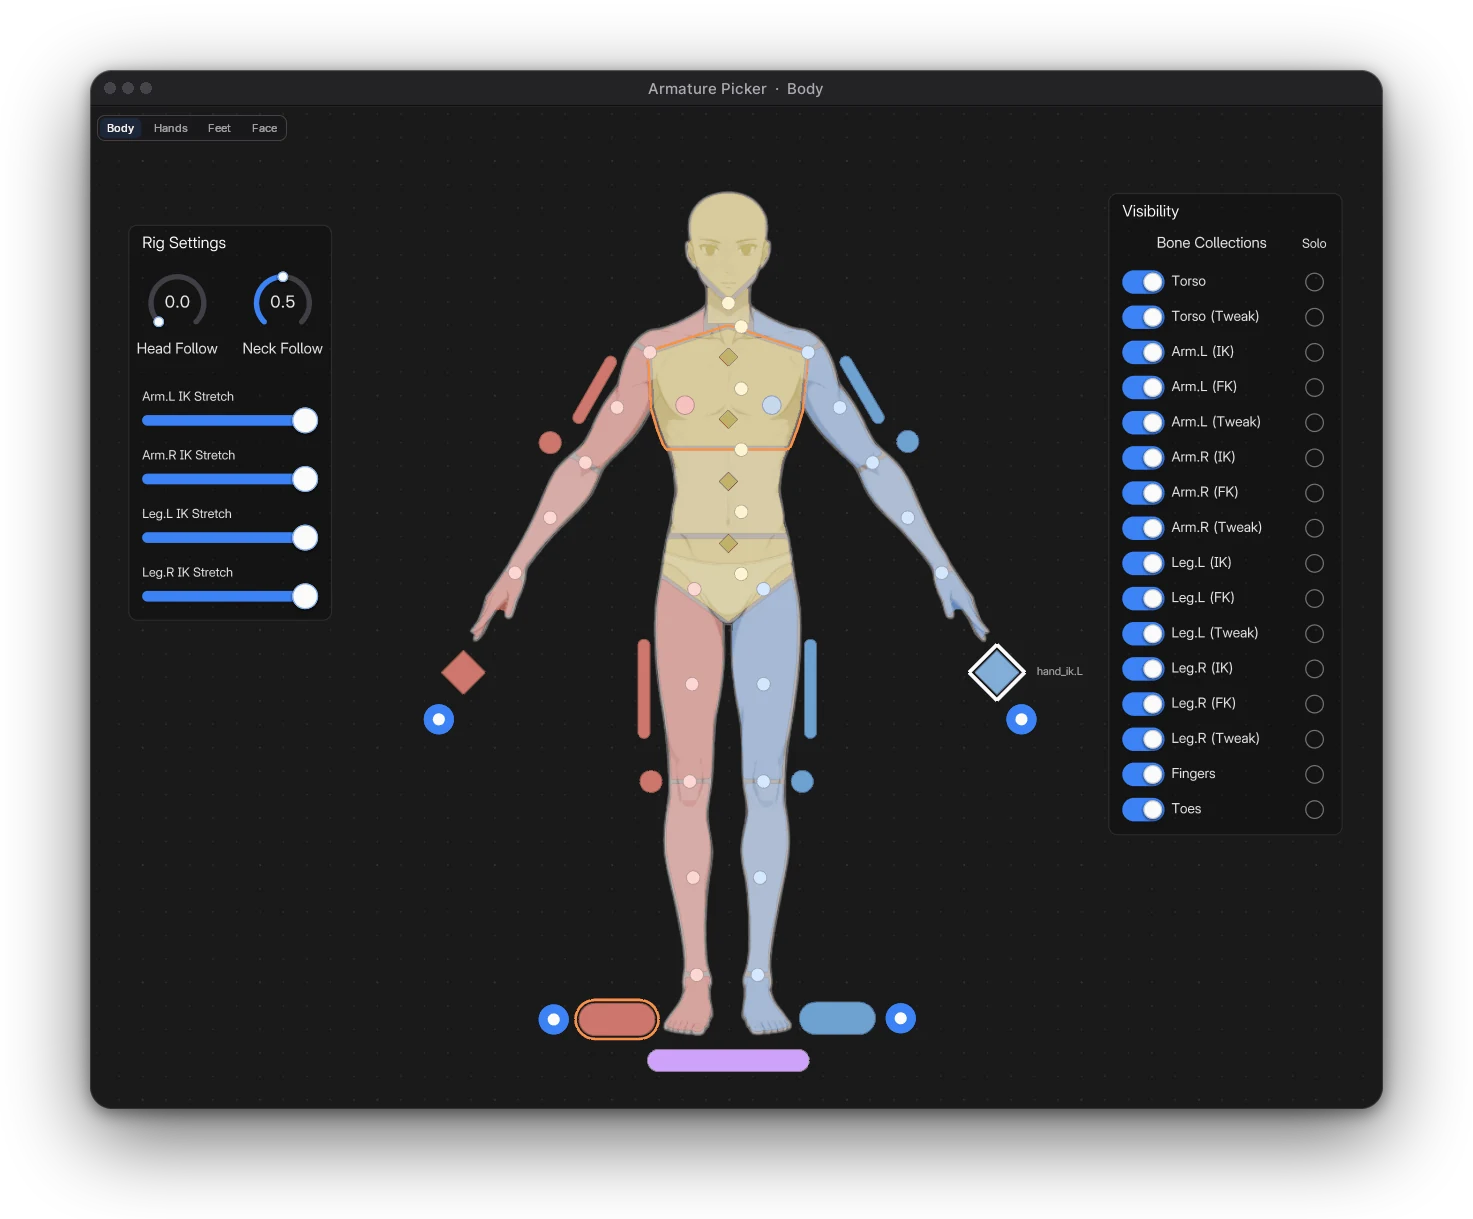 Armature Picker · Body
Body Hands Feet Face
Rig Settings
0.0 0.5
Head Follow Neck Follow
Arm.L IK Stretch
Arm.R IK Stretch
Leg.L IK Stretch
Leg.R IK Stretch
hand_ik.L
Visibility
Bone Collections Solo
Torso
Torso (Tweak)
Arm.L (IK)
Arm.L (FK)
Arm.L (Tweak)
Arm.R (IK)
Arm.R (FK)
Arm.R (Tweak)
Leg.L (IK)
Leg.L (FK)
Leg.L (Tweak)
Leg.R (IK)
Leg.R (FK)
Leg.R (Tweak)
Fingers
Toes